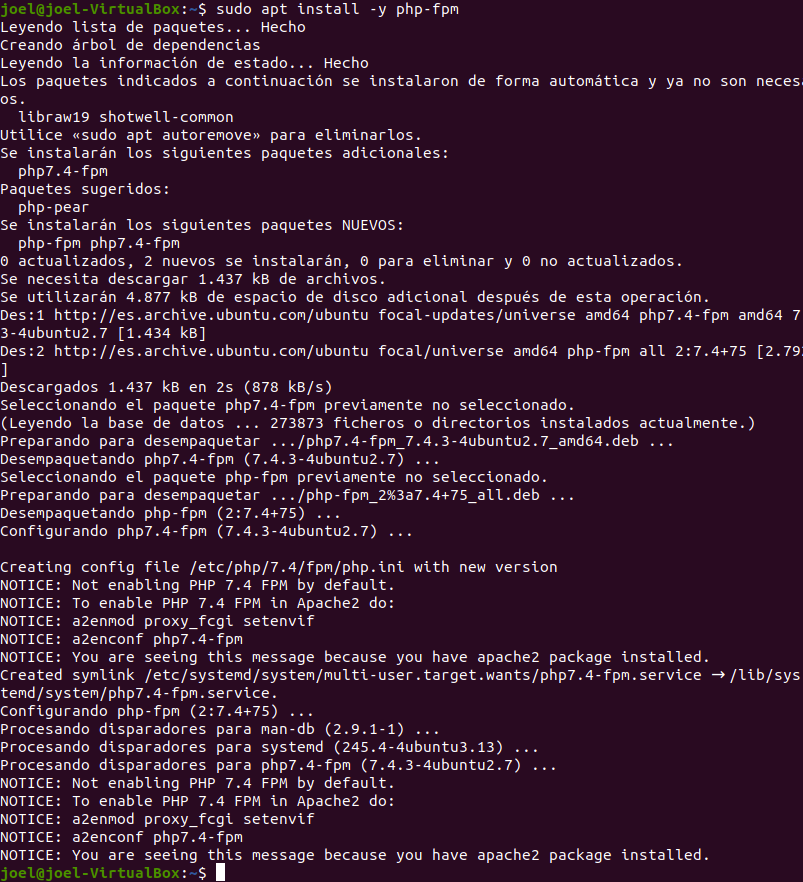 joel@joel-VirtualBox:~$ sudo apt install -y php-fpm
Leyendo lista de paquetes... Hecho
Creando árbol de dependencias
Leyendo la información de estado... Hecho
Los paquetes indicados a continuación se instalaron de forma automática y ya no son neces
os.
  libraw19 shotwell-common
Utilice «sudo apt autoremove» para eliminarlos.
Se instalarán los siguientes paquetes adicionales:
  php7.4-fpm
Paquetes sugeridos:
  php-pear
Se instalarán los siguientes paquetes NUEVOS:
  php-fpm php7.4-fpm
0 actualizados, 2 nuevos se instalarán, 0 para eliminar y 0 no actualizados.
Se necesita descargar 1.437 kB de archivos.
Se utilizarán 4.877 kB de espacio de disco adicional después de esta operación.
Des:1 http://es.archive.ubuntu.com/ubuntu focal-updates/universe amd64 php7.4-fpm amd64 7
3-4ubuntu2.7 [1.434 kB]
Des:2 http://es.archive.ubuntu.com/ubuntu focal/universe amd64 php-fpm all 2:7.4+75 [2.792
]
Descargados 1.437 kB en 2s (878 kB/s)
Seleccionando el paquete php7.4-fpm previamente no seleccionado.
(Leyendo la base de datos ... 273873 ficheros o directorios instalados actualmente.)
Preparando para desempaquetar .../php7.4-fpm_7.4.3-4ubuntu2.7_amd64.deb ...
Desempaquetando php7.4-fpm (7.4.3-4ubuntu2.7) ...
Seleccionando el paquete php-fpm previamente no seleccionado.
Preparando para desempaquetar .../php-fpm_2%3a7.4+75_all.deb ...
Desempaquetando php-fpm (2:7.4+75) ...
Configurando php7.4-fpm (7.4.3-4ubuntu2.7) ...

Creating config file /etc/php/7.4/fpm/php.ini with new version
NOTICE: Not enabling PHP 7.4 FPM by default.
NOTICE: To enable PHP 7.4 FPM in Apache2 do:
NOTICE: a2enmod proxy_fcgi setenvif
NOTICE: a2enconf php7.4-fpm
NOTICE: You are seeing this message because you have apache2 package installed.
Created symlink /etc/systemd/system/multi-user.target.wants/php7.4-fpm.service → /lib/sys
temd/system/php7.4-fpm.service.
Configurando php-fpm (2:7.4+75) ...
Procesando disparadores para man-db (2.9.1-1) ...
Procesando disparadores para systemd (245.4-4ubuntu3.13) ...
Procesando disparadores para php7.4-fpm (7.4.3-4ubuntu2.7) ...
NOTICE: Not enabling PHP 7.4 FPM by default.
NOTICE: To enable PHP 7.4 FPM in Apache2 do:
NOTICE: a2enmod proxy_fcgi setenvif
NOTICE: a2enconf php7.4-fpm
NOTICE: You are seeing this message because you have apache2 package installed.
joel@joel-VirtualBox:~$